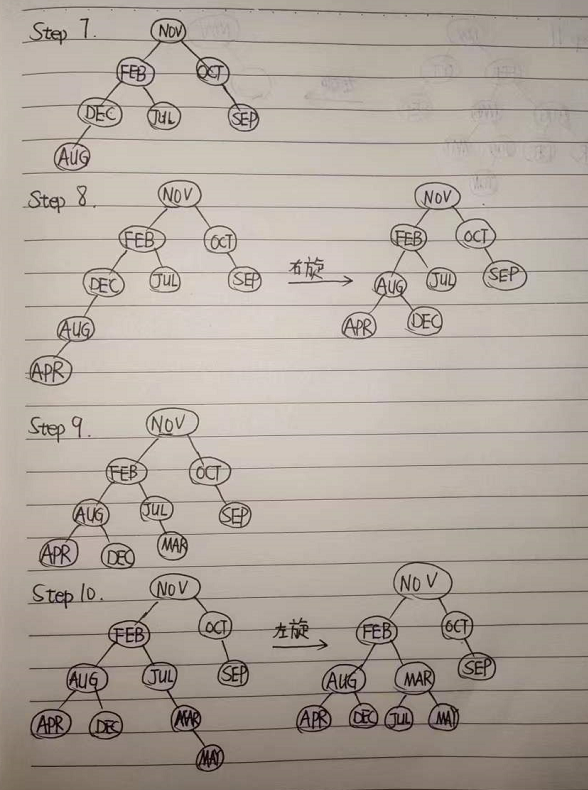 Step 7.
NOV
FEB OCT
DEC JUL SEP
AUG
Step 8.
NOV
FEB OCT
DEC JUL SEP
AUG
APR
右旋
NOV
FEB OCT
AUG JUL SEP
APR DEC
Step 9.
NOV
FEB OCT
AUG JUL SEP
APR DEC MAR
Step 10.
NOV
FEB OCT
AUG JUL SEP
APR DEC MAR
MAY
左旋
NOV
FEB OCT
AUG MAR SEP
APR DEC JUL MAY